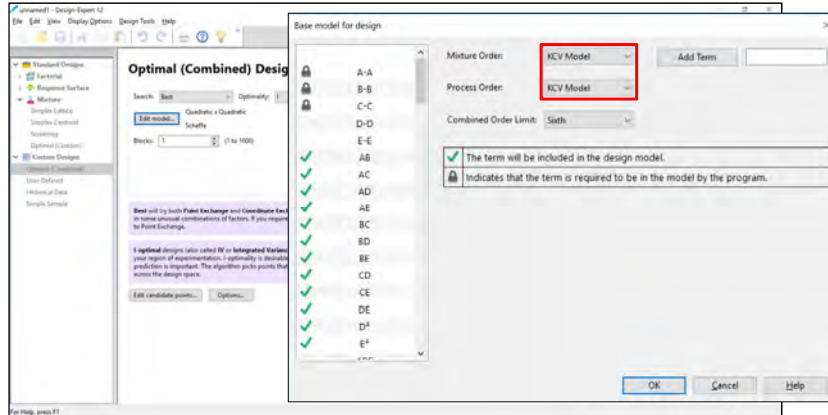 unnamed1 - Design-Expert 12
File Edit View Display Options Design Tools Help
Standard Designs
Factorial
Response Surface
Mixture
Simplex Lattice
Simplex Centroid
Screening
Optimal (Custom)
Custom Designs
Optimal (Combined)
User-Defined
Historical Data
Simple Sample
Optimal (Combined) Desig
Search: Best Optimality: I
Edit model... Quadratic x Quadratic
Scheffe
Blocks: 1 (1 to 1000)
Best will try both Point Exchange and Coordinate Exc
in some unusual combinations of factors. If you require
to Point Exchange.
I-optimal designs (also called IV or Integrated Varianc
your region of experimentation. I-optimality is desirable
prediction is important. The algorithm picks points that
across the design space.
Edit candidate points... Options...
For Help, press F1
Base model for design
A-A
B-B
C-C
D-D
E-E
AB
AC
AD
AE
BC
BD
BE
CD
CE
DE
D²
E²
Mixture Order: KCV Model Add Term
Process Order: KCV Model
Combined Order Limit: Sixth
The term will be included in the design model.
Indicates that the term is required to be in the model by the program.
OK Cancel Help